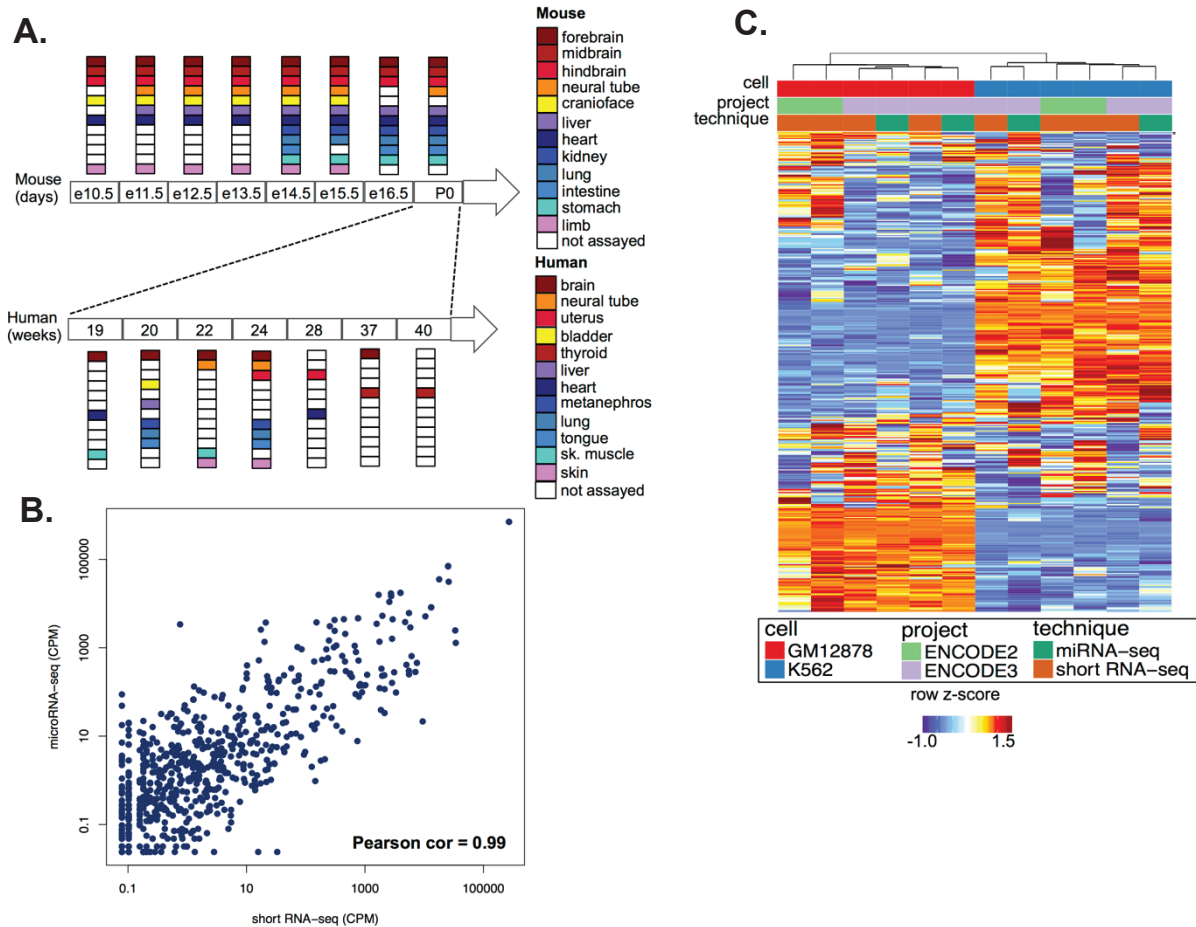 A.
Mouse
(days)
e10.5 e11.5 e12.5 e13.5 e14.5 e15.5 e16.5 P0
Mouse
forebrain
midbrain
hindbrain
neural tube
cranioface
liver
heart
kidney
lung
intestine
stomach
limb
not assayed
Human
(weeks)
19 20 22 24 28 37 40
Human
brain
neural tube
uterus
bladder
thyroid
liver
heart
metanephros
lung
tongue
sk. muscle
skin
not assayed
B.
microRNA−seq (CPM)
100000
1000
10
0.1
Pearson cor = 0.99
0.1 10 1000 100000
short RNA−seq (CPM)
C.
cell
project
technique
cell
GM12878
K562
project
ENCODE2
ENCODE3
technique
miRNA−seq
short RNA−seq
row z−score
-1.0 1.5